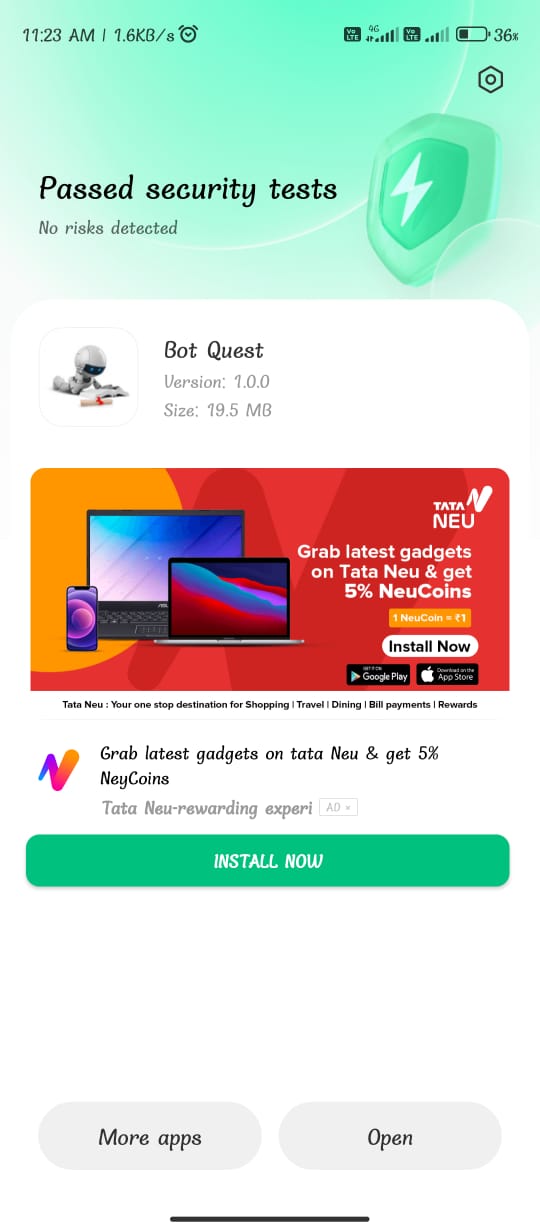 11:23 AM | 1.6KB/s
Vo LTE 4G Vo LTE 36%
Passed security tests
No risks detected
Bot Quest
Version: 1.0.0
Size: 19.5 MB
TATA
NEU
Grab latest gadgets
on Tata Neu & get
5% NeuCoins
1 NeuCoin = ₹1
Install Now
GET IT ON
Google Play
Download on the
App Store
Tata Neu : Your one stop destination for Shopping | Travel | Dining | Bill payments | Rewards
Grab latest gadgets on tata Neu & get 5%
NeyCoins
Tata Neu-rewarding experi AD ×
INSTALL NOW
More apps
Open